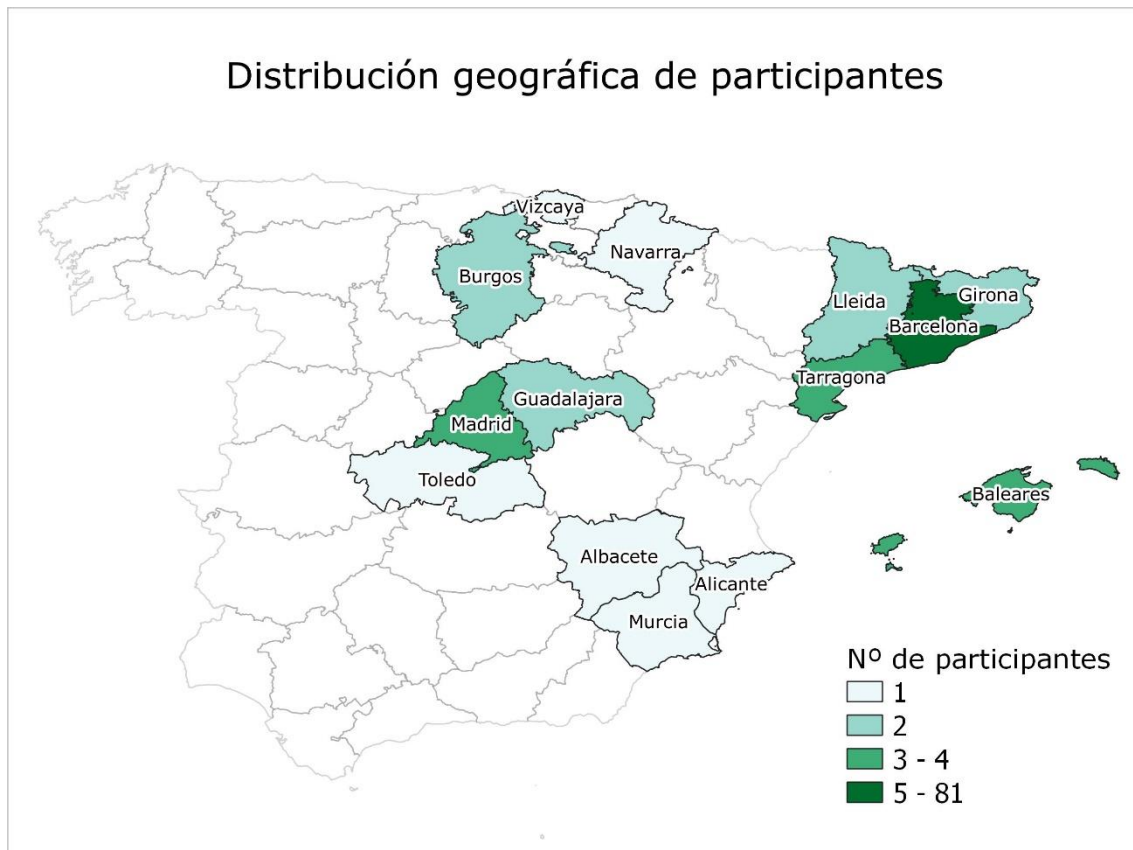 Distribución geográfica de participantes
Vizcaya
Navarra
Burgos
Lleida
Girona
Barcelona
Tarragona
Guadalajara
Madrid
Toledo
Baleares
Albacete
Alicante
Murcia
Nº de participantes
1
2
3 - 4
5 - 81